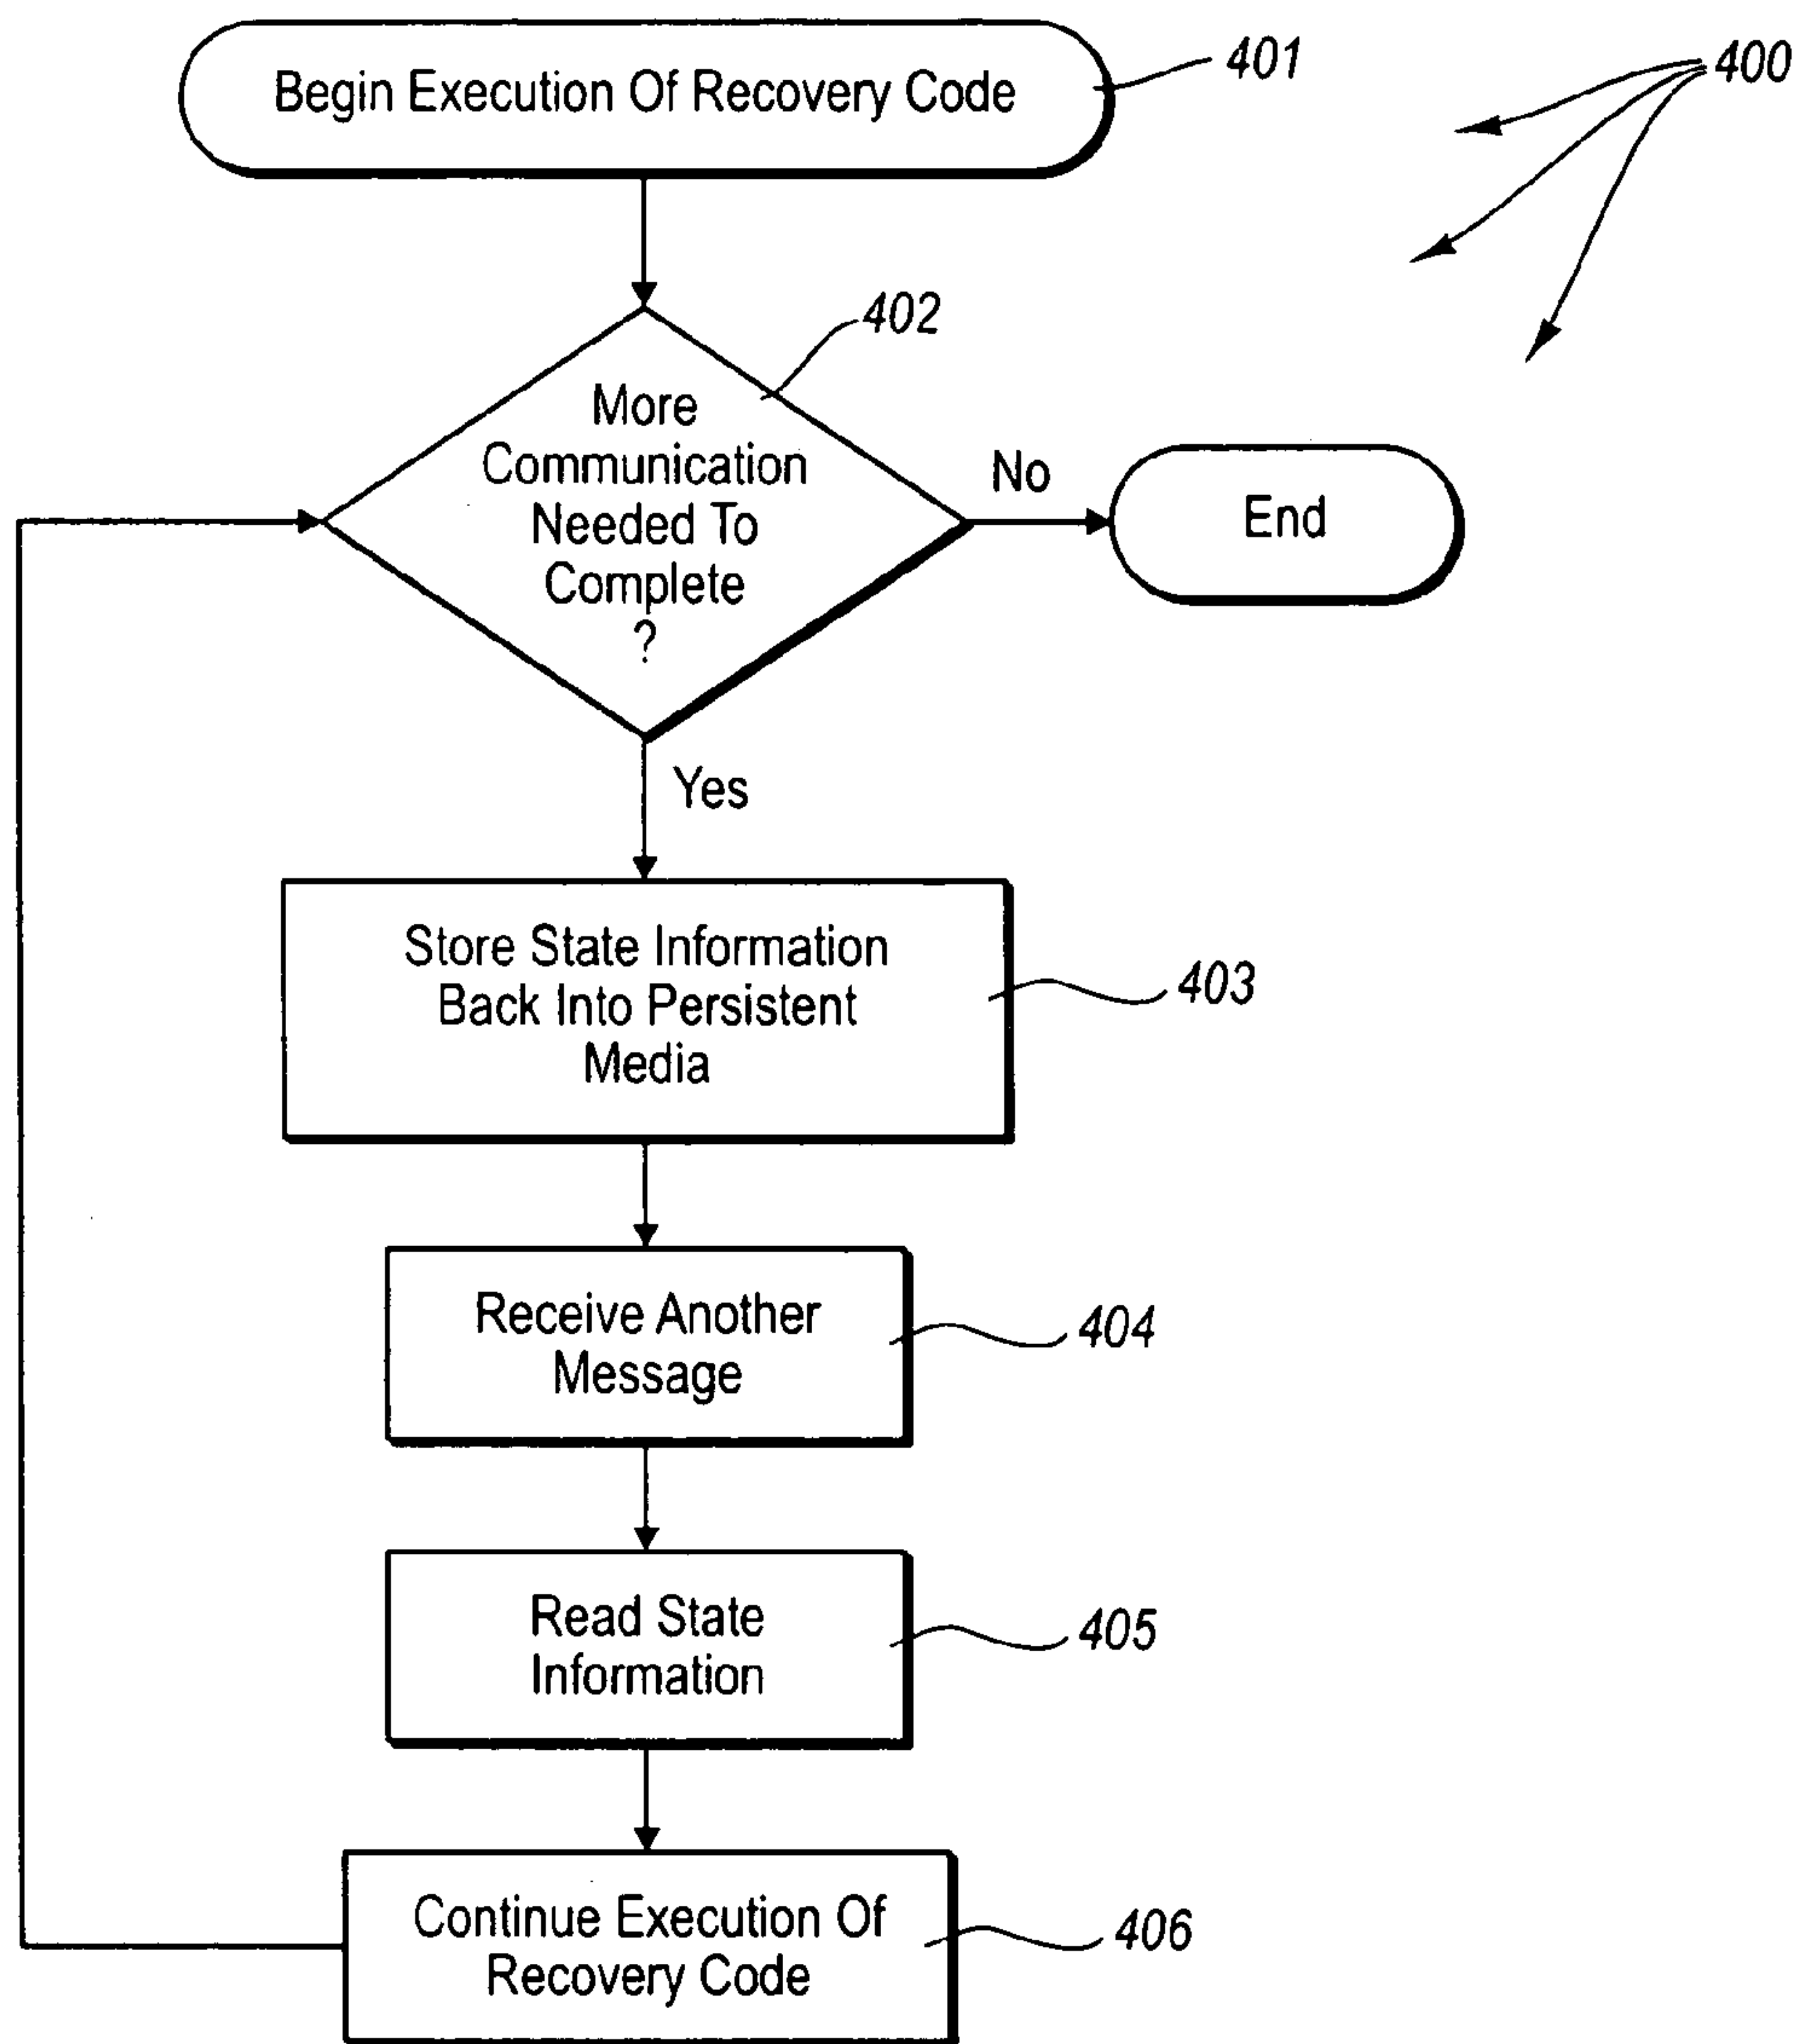 Begin Execution Of Recovery Code
401
400
402
More
Communication
Needed To
Complete
?
No
End
Yes
Store State Information
Back Into Persistent
Media
403
Receive Another
Message
404
Read State
Information
405
Continue Execution Of
Recovery Code
406